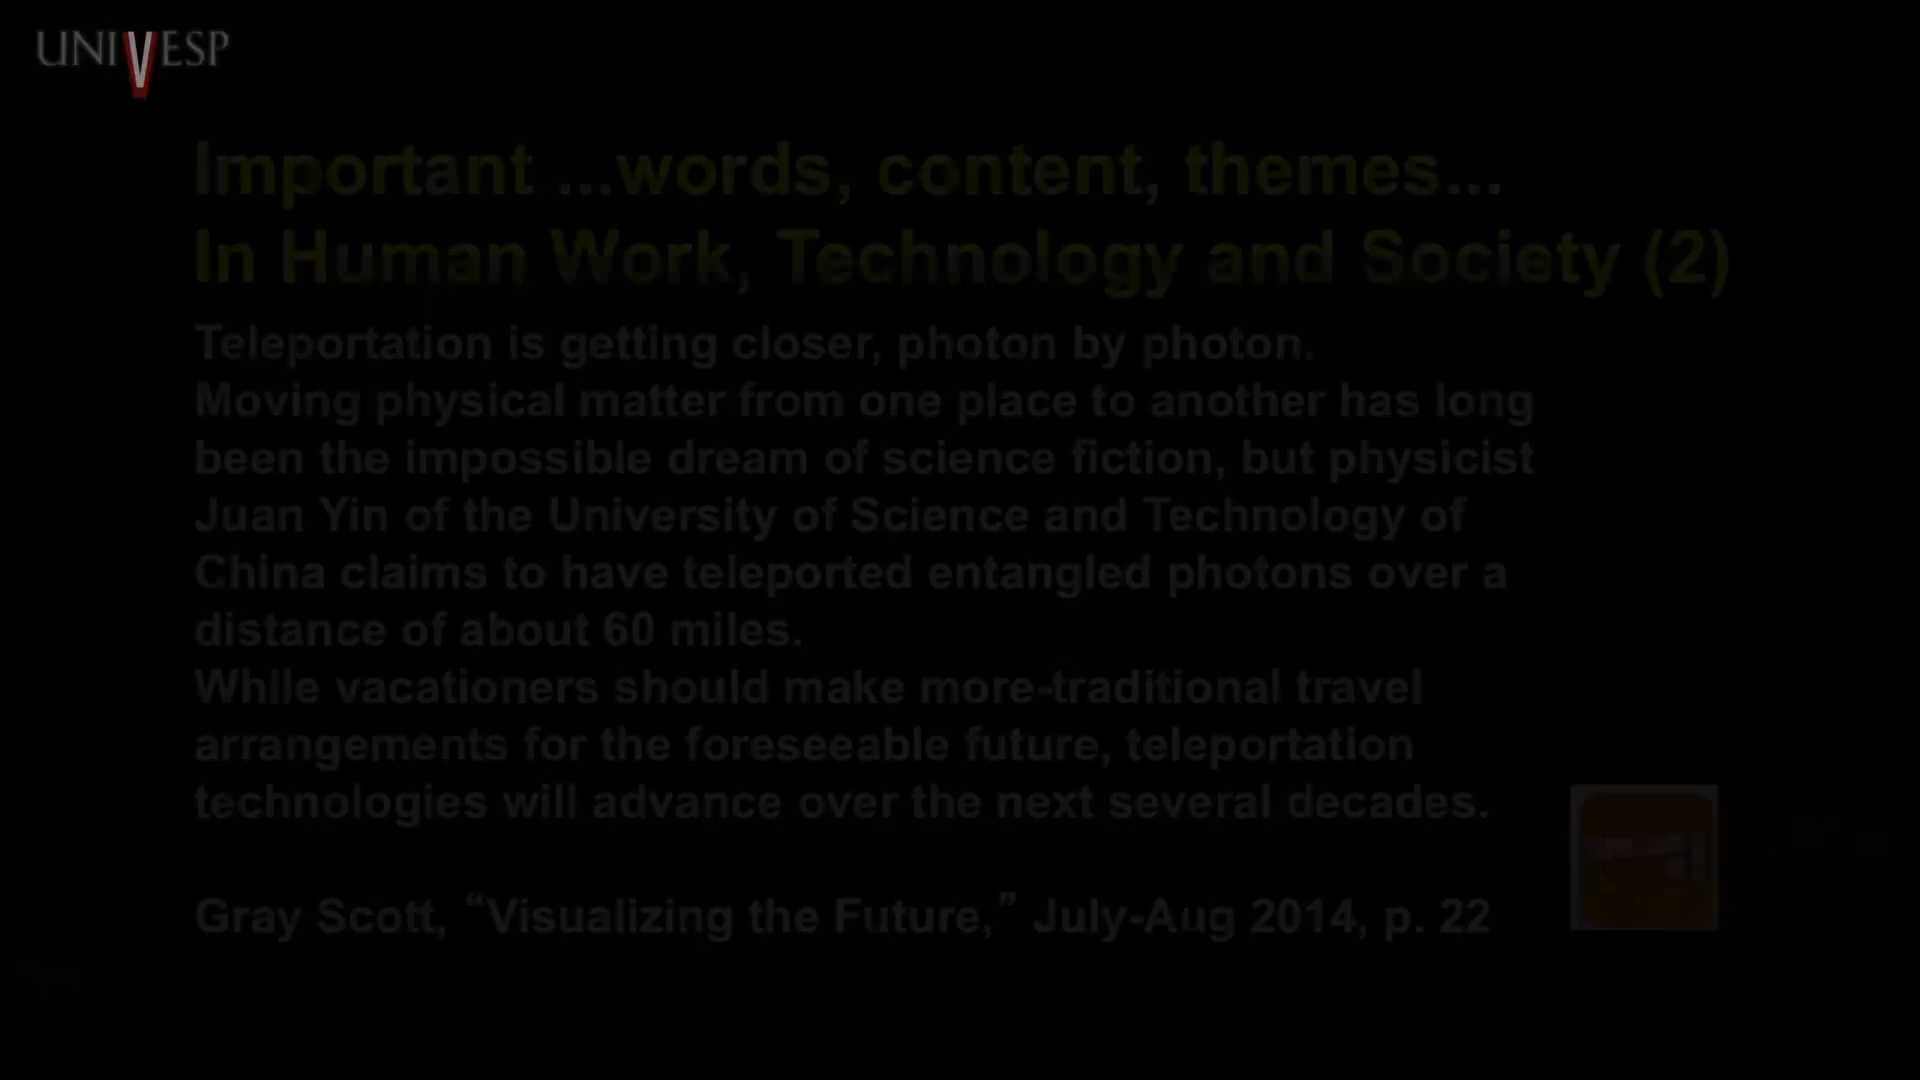 UNIVESP
Important ...words, content, themes...
In Human Work, Technology and Society (2)
Teleportation is getting closer, photon by photon.
Moving physical matter from one place to another has long
been the impossible dream of science fiction, but physicist
Juan Yin of the University of Science and Technology of
China claims to have teleported entangled photons over a
distance of about 60 miles.
While vacationers should make more-traditional travel
arrangements for the foreseeable future, teleportation
technologies will advance over the next several decades.
Gray Scott, “Visualizing the Future,” July-Aug 2014, p. 22